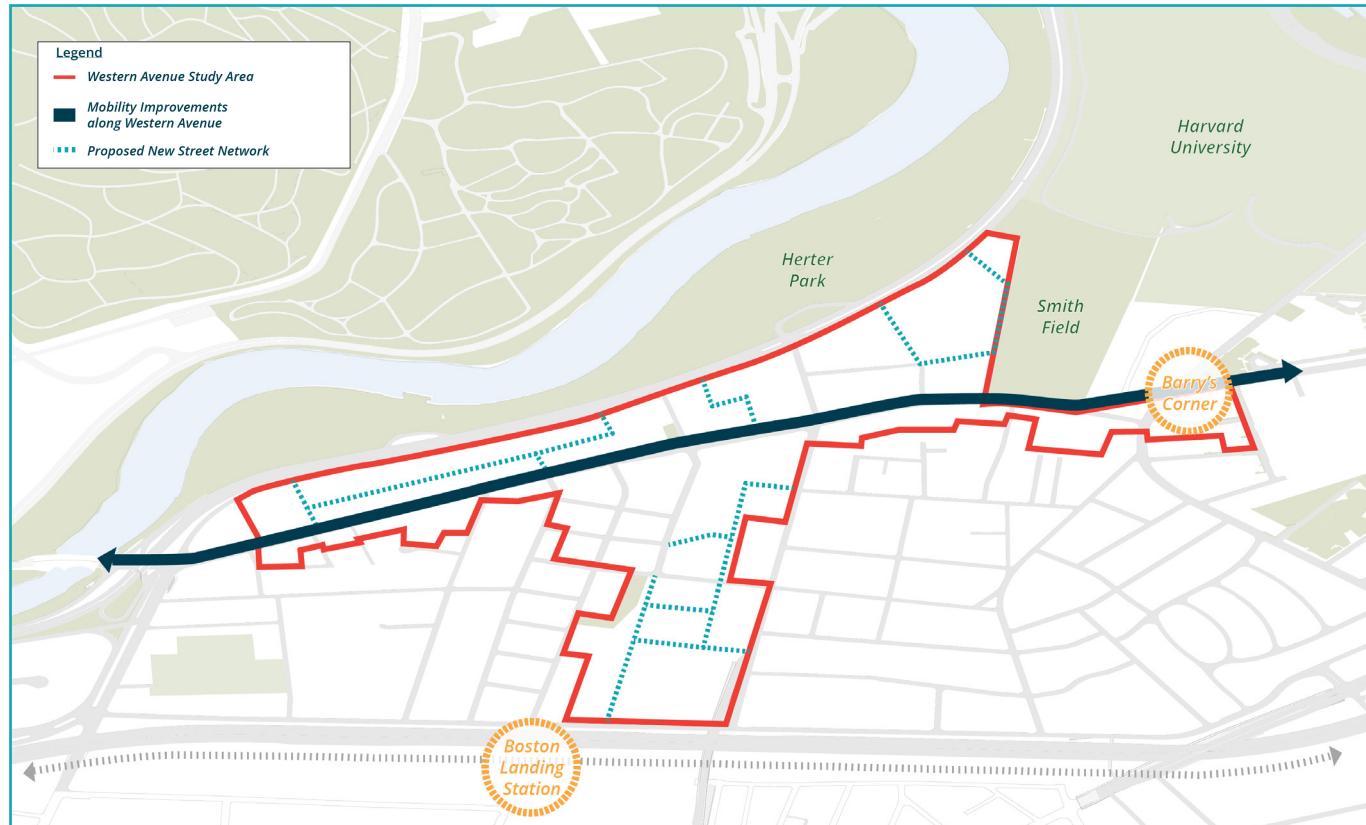 Legend
Western Avenue Study Area
Mobility Improvements
along Western Avenue
Proposed New Street Network
Harvard
University
Herter
Park
Smith
Field
Barry's
Corner
Boston
Landing
Station